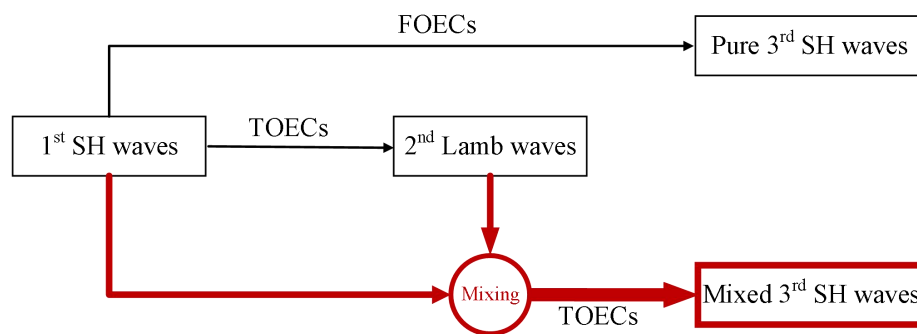 FOECs
Pure 3rd SH waves
1st SH waves
TOECs
2nd Lamb waves
Mixing
TOECs
Mixed 3rd SH waves